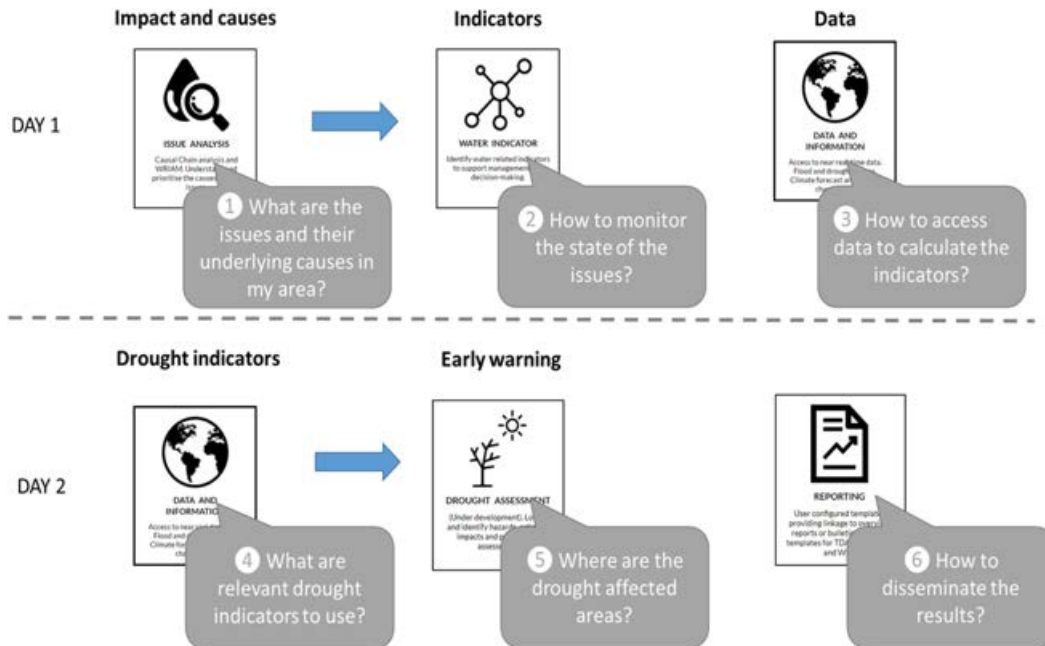 Impact and causes
Indicators
Data
DAY 1
ISSUE ANALYSIS
Causal Chain analysis and
WRIAM. Understand and
prioritise the causes
WATER INDICATOR
Identify water related indicators
to support management
decision-making.
DATA AND
INFORMATION
Access to near real time data.
Flood and drought
Climate forecast
1 What are the
issues and their
underlying causes in
my area?
2 How to monitor
the state of the
issues?
3 How to access
data to calculate the
indicators?
Drought indicators
Early warning
DAY 2
DATA AND
INFORMATION
Access to near
Flood and
Climate
DROUGHT ASSESSMENT
(Under development).
and identify hazards
impacts and
REPORTING
User configured
providing linkage to
reports or
templates for
and
4 What are
relevant drought
indicators to use?
5 Where are the
drought affected
areas?
6 How to
disseminate the
results?